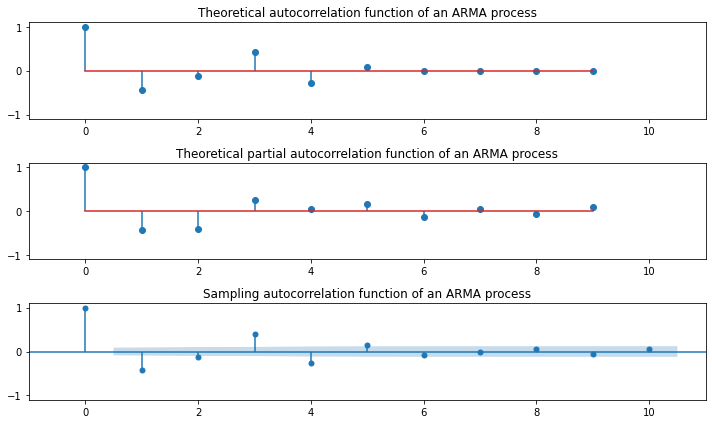 Theoretical autocorrelation function of an ARMA process
1
0
−1
0 2 4 6 8 10
Theoretical partial autocorrelation function of an ARMA process
1
0
−1
0 2 4 6 8 10
Sampling autocorrelation function of an ARMA process
1
0
−1
0 2 4 6 8 10